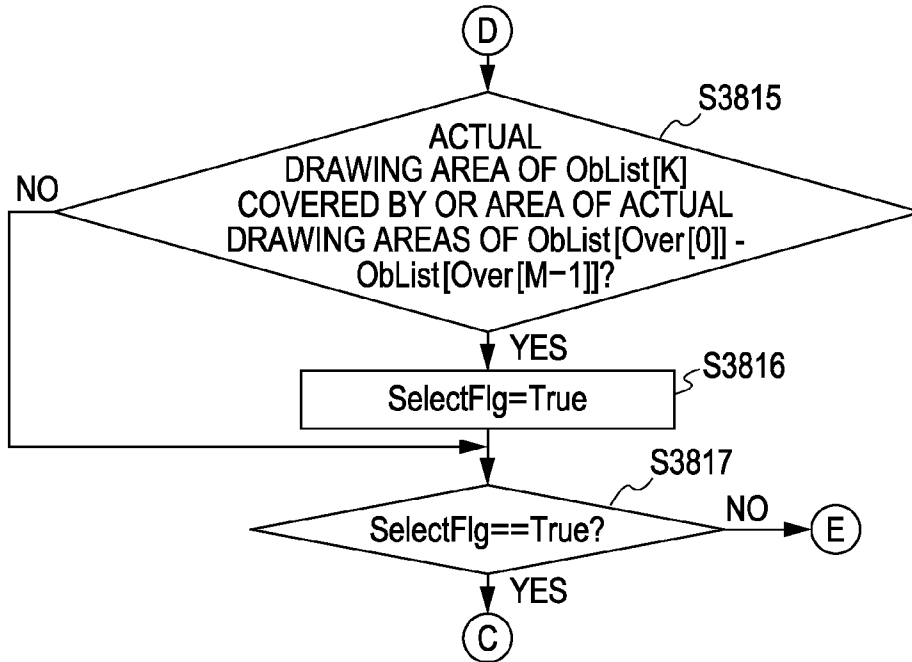 D
S3815
ACTUAL
DRAWING AREA OF ObList[K]
COVERED BY OR AREA OF ACTUAL
DRAWING AREAS OF ObList[Over[0]] -
ObList[Over[M−1]]?
NO
YES
S3816
SelectFlg=True
S3817
SelectFlg==True?
NO
E
YES
C